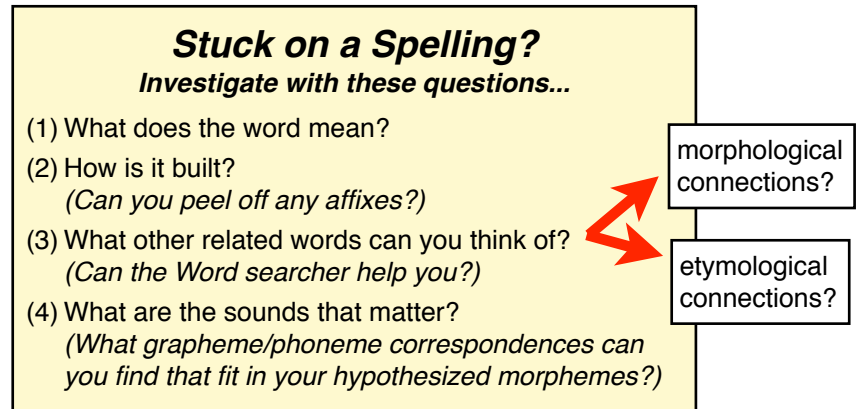 Stuck on a Spelling?
Investigate with these questions...
(1) What does the word mean?
(2) How is it built?
(Can you peel off any affixes?)
(3) What other related words can you think of?
(Can the Word searcher help you?)
(4) What are the sounds that matter?
(What grapheme/phoneme correspondences can
you find that fit in your hypothesized morphemes?)
morphological
connections?
etymological
connections?